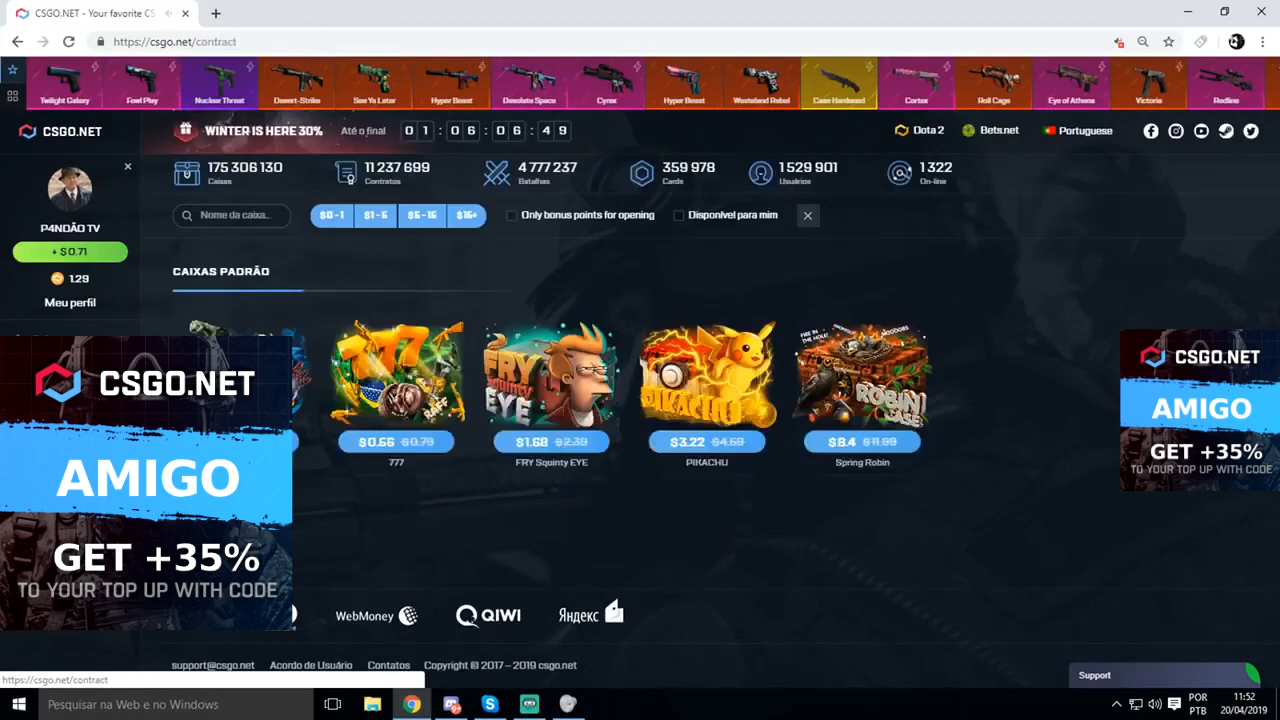 CSGO.NET - Your favorite CS
https://csgo.net/contract
Twilight Galaxy
Fowl Play
Nuclear Threat
Desert-Strike
See Ya Later
Hyper Beast
Desolate Space
Cyrex
Hyper Beast
Wasteland Rebel
Case Hardened
Cortex
Roll Cage
Eye of Athena
Victoria
Redline
CSGO.NET
WINTER IS HERE 30%
Até o final
0 1 : 0 6 : 0 6 : 4 9
Dota 2
Bets.net
Portuguese
175 306 130
Caixas
11 237 699
Contratos
4 777 237
Batalhas
359 978
Cards
1 529 901
Usuários
1 322
On-line
P4NDÃO TV
+ $0.71
1.29
Meu perfil
Nome da caixa...
$0 - 1
$1 - 5
$5 - 15
$15+
Only bonus points for opening
Disponível para mim
CAIXAS PADRÃO
777
RAFF
FRY
Squinty
EYE
PIKACHU
FIRE IN THE HOLE!
ROBIN
$0.56 $0.79
777
$1.68 $2.39
FRY Squinty EYE
$3.22 $4.59
PIKACHU
$8.4 $11.99
Spring Robin
CSGO.NET
AMIGO
GET +35%
TO YOUR TOP UP WITH CODE
CSGO.NET
AMIGO
GET +35%
TO YOUR TOP UP WITH CODE
WebMoney
QIWI
Яндекс
support@csgo.net
Acordo de Usuário
Contatos
Copyright © 2017 - 2019 csgo.net
https://csgo.net/contract
Support
Pesquisar na Web e no Windows
POR
PTB
11:52
20/04/2019